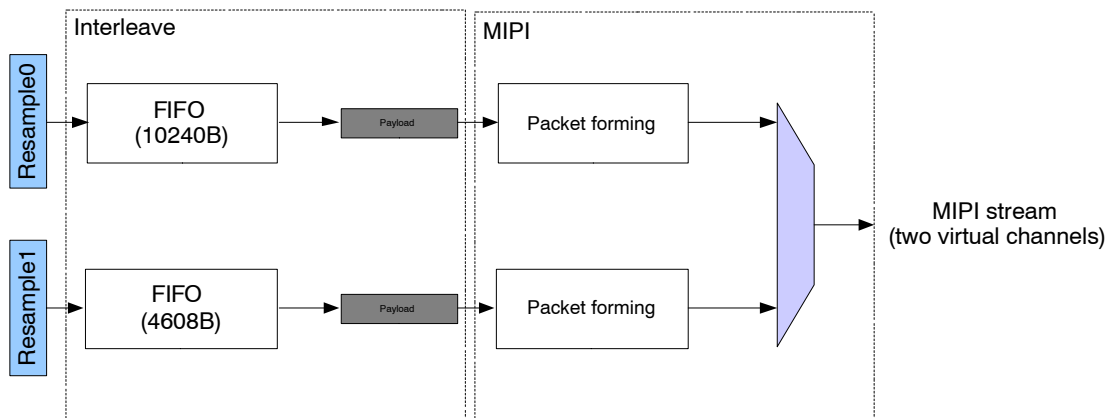 Interleave
MIPI
Resample0
FIFO
(10240B)
Payload
Packet forming
MIPI stream
(two virtual channels)
Resample1
FIFO
(4608B)
Payload
Packet forming